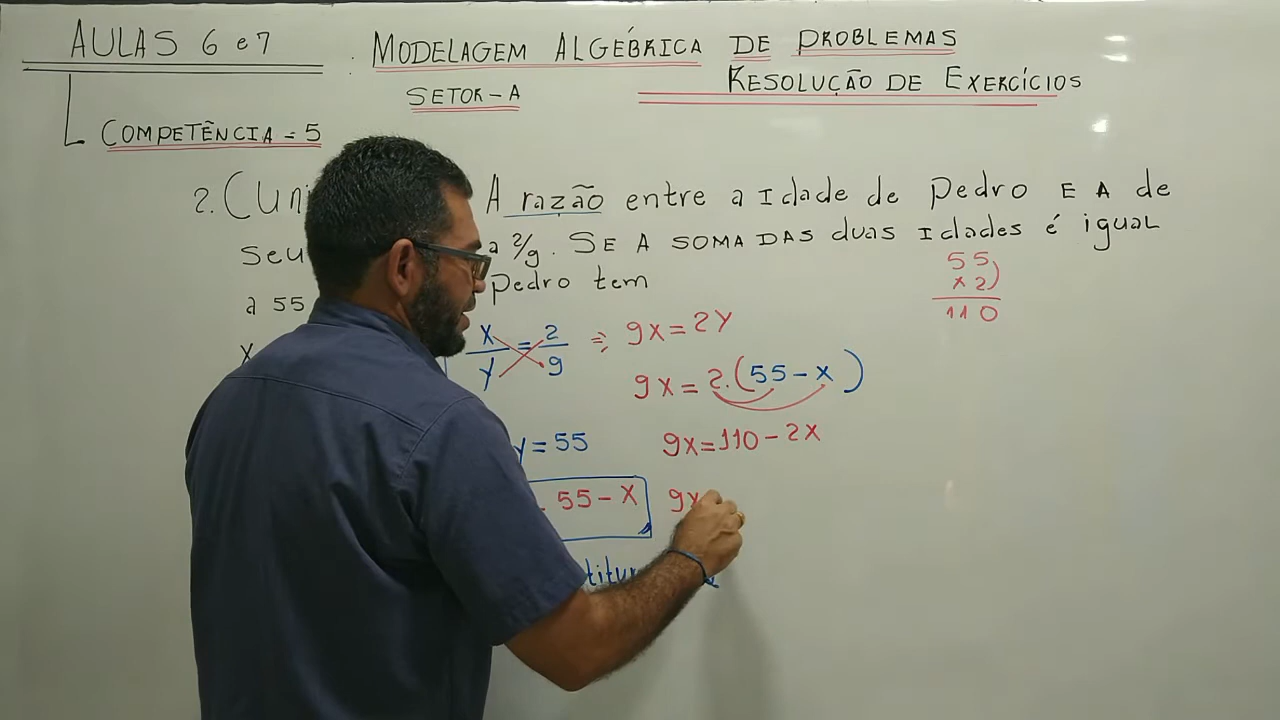 AULAS 6 e 7
MODELAGEM ALGÉBRICA DE PROBLEMAS
RESOLUÇÃO DE EXERCÍCIOS
SETOR-A
COMPETÊNCIA-5
2. (Uni A razão entre a Idade de Pedro E A de
seu a 2/9. SE A SOMA DAS duas Idades é igual
a 55 Pedro tem
55
x 2
110
x/y = 2/9 => 9x = 2y
9x = 2.(55-x)
y = 55
9x = 110 - 2x
55 - x
9x